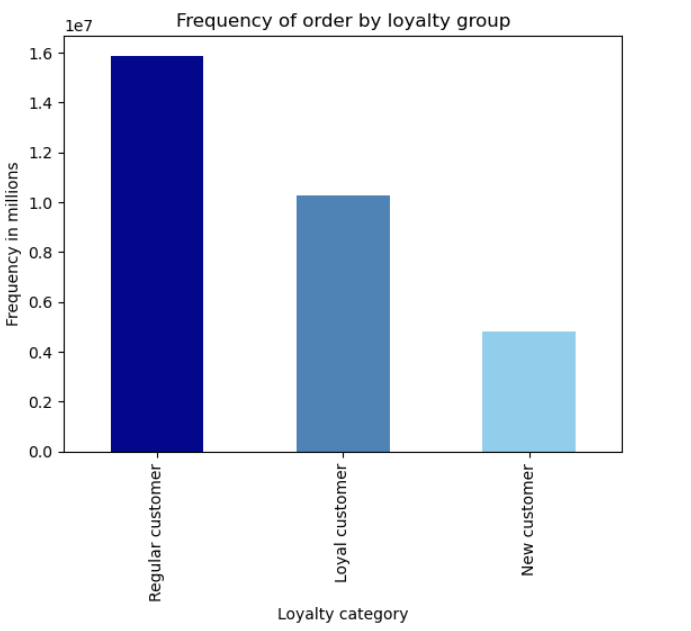 Frequency of order by loyalty group
1e7
Frequency in millions
1.6
1.4
1.2
1.0
0.8
0.6
0.4
0.2
0.0
Regular customer
Loyal customer
New customer
Loyalty category